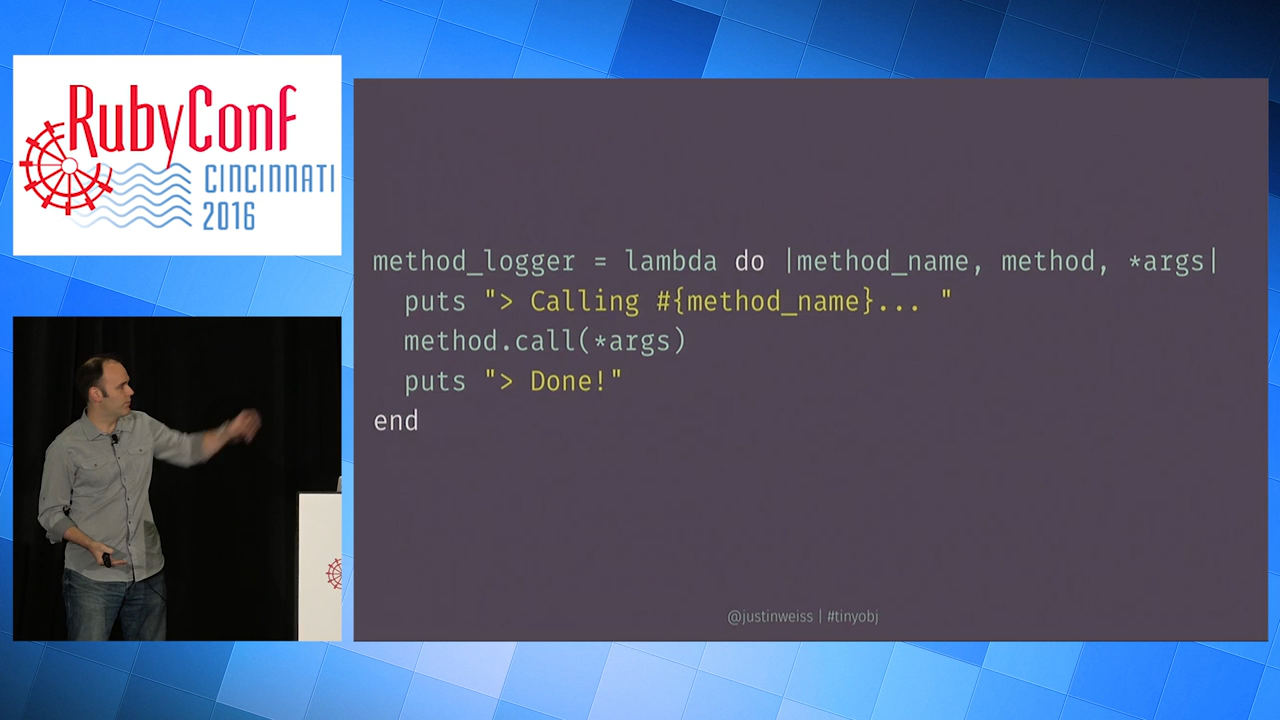 RubyConf
CINCINNATI
2016
method_logger = lambda do |method_name, method, *args|
  puts "> Calling #{method_name}... "
  method.call(*args)
  puts "> Done!"
end
@justinweiss | #tinyobj